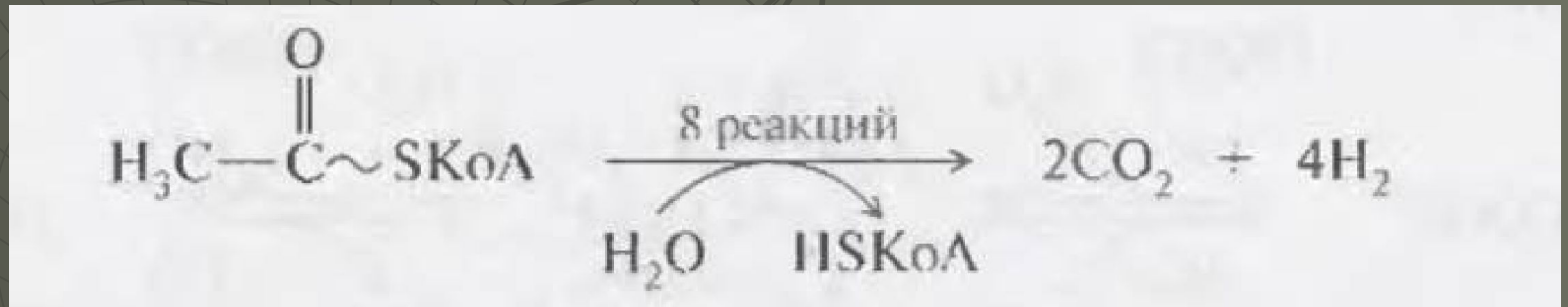 O
8 реакций
H₃C—C~SKoA → 2CO₂ + 4H₂
H₂O HSKoA